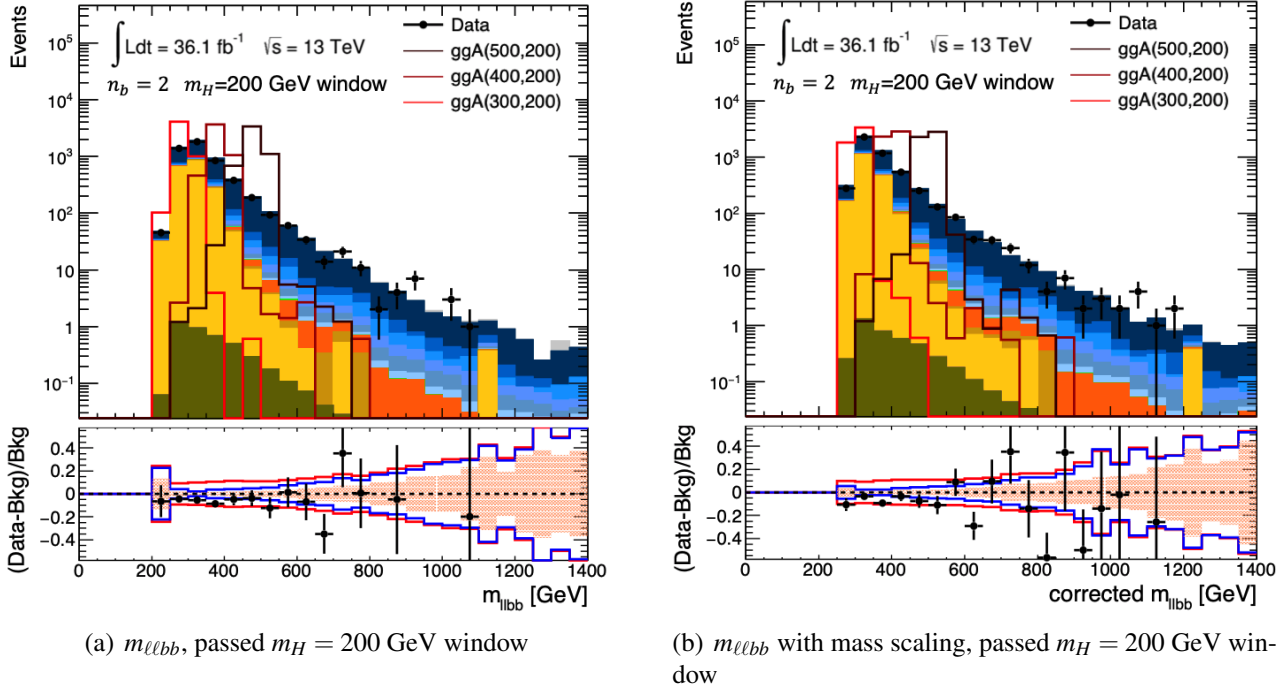 Events
10⁵
10⁴
10³
10²
10
1
10⁻¹
∫Ldt = 36.1 fb⁻¹ √s = 13 TeV
n_b = 2 m_H=200 GeV window
Data
ggA(500,200)
ggA(400,200)
ggA(300,200)
(Data-Bkg)/Bkg
0.4
0.2
0
−0.2
−0.4
0 200 400 600 800 1000 1200 1400
m_llbb [GeV]
(a) m_ℓℓbb, passed m_H = 200 GeV window
Events
10⁵
10⁴
10³
10²
10
1
10⁻¹
∫Ldt = 36.1 fb⁻¹ √s = 13 TeV
n_b = 2 m_H=200 GeV window
Data
ggA(500,200)
ggA(400,200)
ggA(300,200)
(Data-Bkg)/Bkg
0.4
0.2
0
−0.2
−0.4
0 200 400 600 800 1000 1200 1400
corrected m_llbb [GeV]
(b) m_ℓℓbb with mass scaling, passed m_H = 200 GeV win-
dow